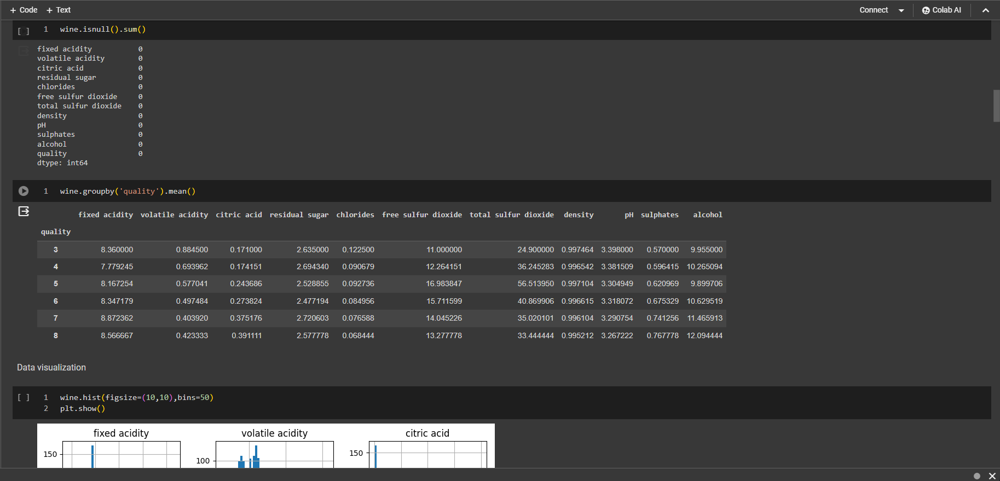 + Code + Text Connect Colab AI
[ ] 1 wine.isnull().sum()
fixed acidity 0
volatile acidity 0
citric acid 0
residual sugar 0
chlorides 0
free sulfur dioxide 0
total sulfur dioxide 0
density 0
pH 0
sulphates 0
alcohol 0
quality 0
dtype: int64
1 wine.groupby('quality').mean()
fixed acidity volatile acidity citric acid residual sugar chlorides free sulfur dioxide total sulfur dioxide density pH sulphates alcohol
quality
3 8.360000 0.884500 0.171000 2.635000 0.122500 11.000000 24.900000 0.997464 3.398000 0.570000 9.955000
4 7.779245 0.693962 0.174151 2.694340 0.090679 12.264151 36.245283 0.996542 3.381509 0.596415 10.265094
5 8.167254 0.577041 0.243686 2.528855 0.092736 16.983847 56.513950 0.997104 3.304949 0.620969 9.899706
6 8.347179 0.497484 0.273824 2.477194 0.084956 15.711599 40.869906 0.996615 3.318072 0.675329 10.629519
7 8.872362 0.403920 0.375176 2.720603 0.076588 14.045226 35.020101 0.996104 3.290754 0.741256 11.465913
8 8.566667 0.423333 0.391111 2.577778 0.068444 13.277778 33.444444 0.995212 3.267222 0.767778 12.094444
Data visualization
[ ] 1 wine.hist(figsize=(10,10),bins=50)
2 plt.show()
fixed acidity volatile acidity citric acid
150 100 150